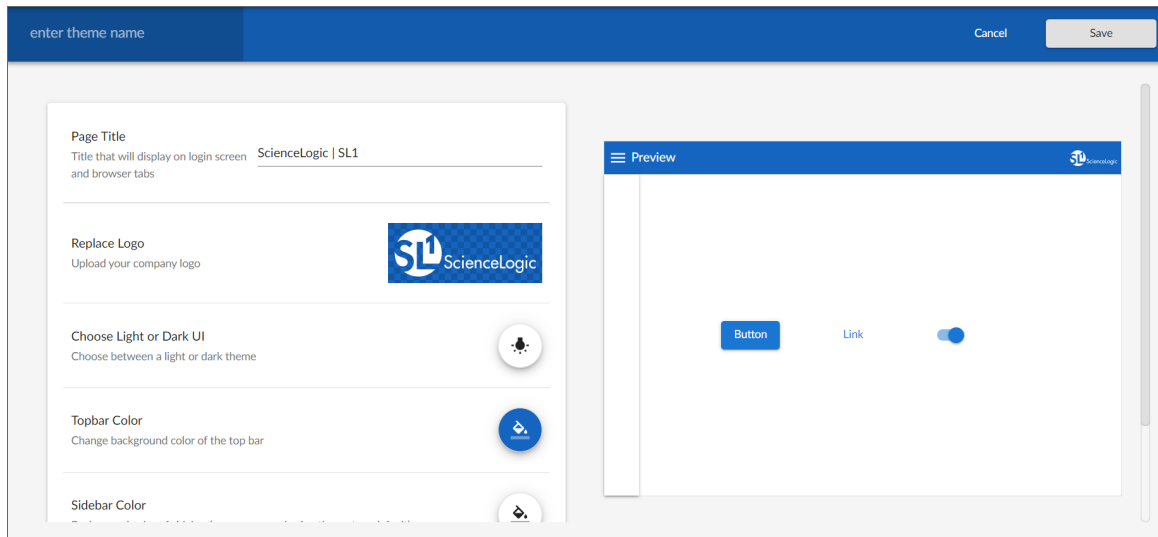 enter theme name
Cancel
Save
Page Title
Title that will display on login screen
and browser tabs
ScienceLogic | SL1
Replace Logo
Upload your company logo
SL1 ScienceLogic
Choose Light or Dark UI
Choose between a light or dark theme
Topbar Color
Change background color of the top bar
Sidebar Color
Preview
SL1 ScienceLogic
Button
Link